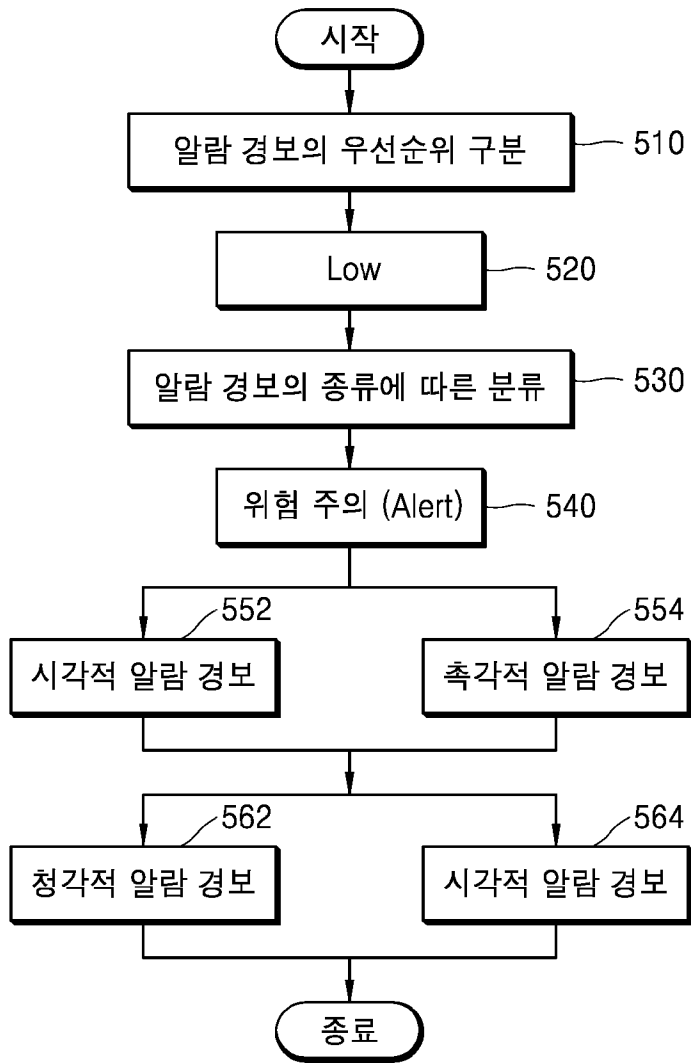 시작
알람 경보의 우선순위 구분
510
Low
520
알람 경보의 종류에 따른 분류
530
위험 주의 (Alert)
540
552
554
시각적 알람 경보
촉각적 알람 경보
562
564
청각적 알람 경보
시각적 알람 경보
종료